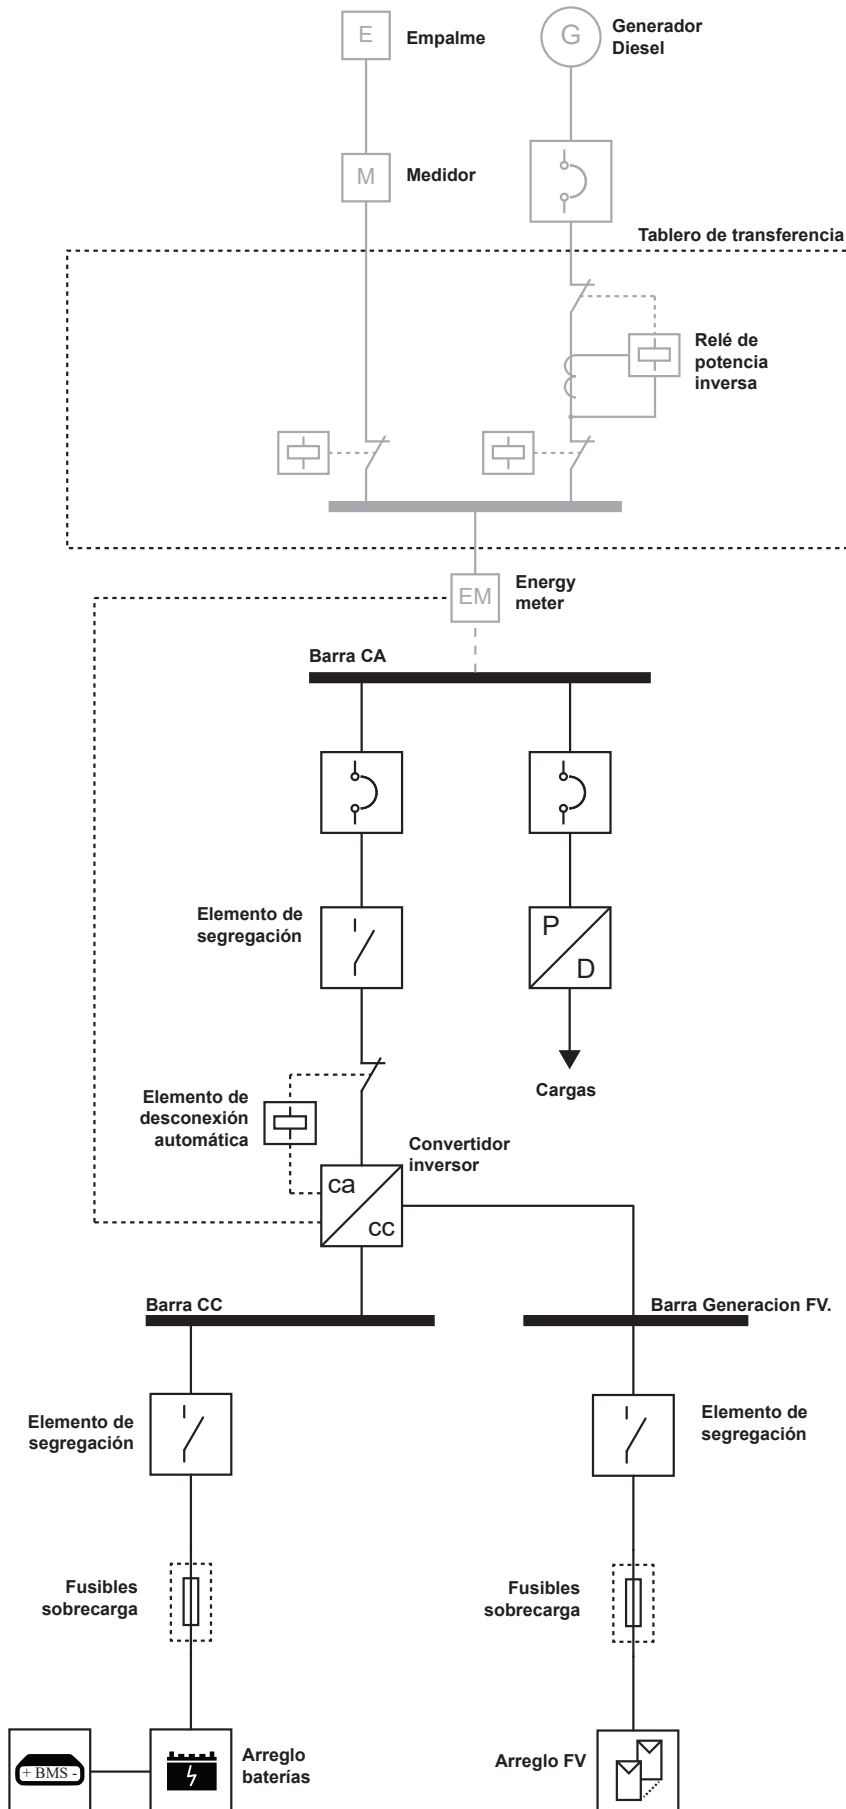 E
Empalme
G
Generador
Diesel
M
Medidor
Tablero de transferencia
Relé de
potencia
inversa
EM
Energy
meter
Barra CA
Elemento de
segregación
P
D
Cargas
Elemento de
desconexión
automática
Convertidor
inversor
ca
cc
Barra CC
Barra Generacion FV.
Elemento de
segregación
Elemento de
segregación
Fusibles
sobrecarga
Fusibles
sobrecarga
+ BMS -
Arreglo
baterías
Arreglo FV